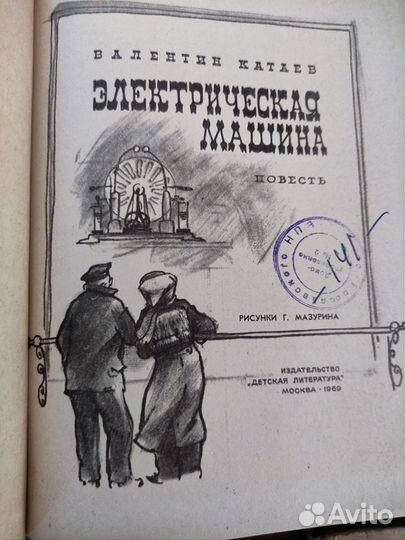 ВАЛЕНТИН КАТАЕВ
ЭЛЕКТРИЧЕСКАЯ
МАШИНА
ПОВЕСТЬ
РИСУНКИ Г. МАЗУРИНА
ИЗДАТЕЛЬСТВО
„ДЕТСКАЯ ЛИТЕРАТУРА"
МОСКВА · 1969
Avito